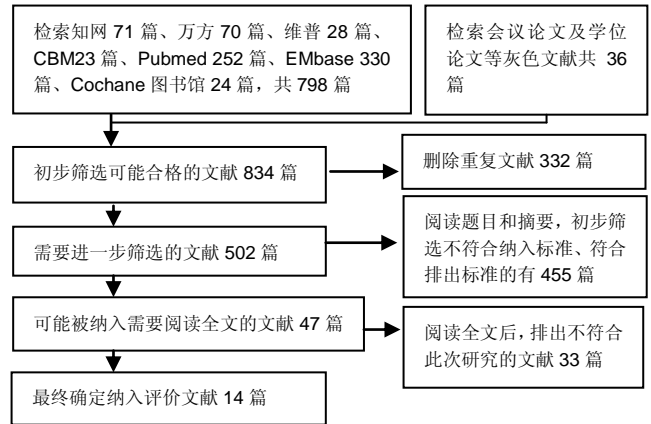 检索知网 71 篇、万方 70 篇、维普 28 篇、
CBM23 篇、Pubmed 252 篇、EMbase 330
篇、Cochane 图书馆 24 篇，共 798 篇
检索会议论文及学位
论文等灰色文献共 36
篇
初步筛选可能合格的文献 834 篇
删除重复文献 332 篇
需要进一步筛选的文献 502 篇
阅读题目和摘要，初步筛
选不符合纳入标准、符合
排出标准的有 455 篇
可能被纳入需要阅读全文的文献 47 篇
阅读全文后，排出不符合
此次研究的文献 33 篇
最终确定纳入评价文献 14 篇